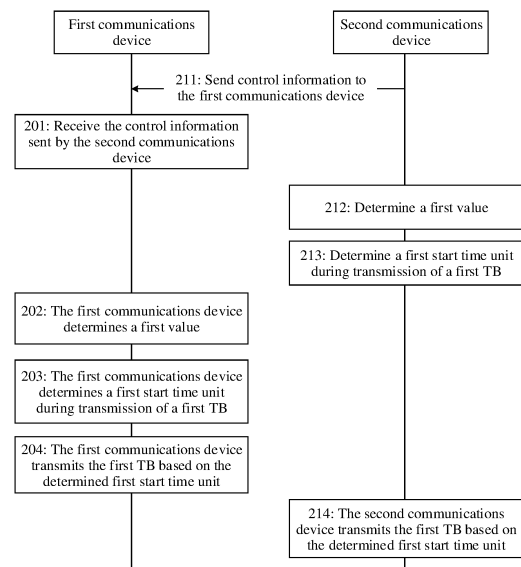 First communications
device
Second communications
device
211: Send control information to
the first communications device
201: Receive the control information
sent by the second communications
device
212: Determine a first value
213: Determine a first start time unit
during transmission of a first TB
202: The first communications device
determines a first value
203: The first communications device
determines a first start time unit
during transmission of a first TB
204: The first communications device
transmits the first TB based on the
determined first start time unit
214: The second communications
device transmits the first TB based on
the determined first start time unit